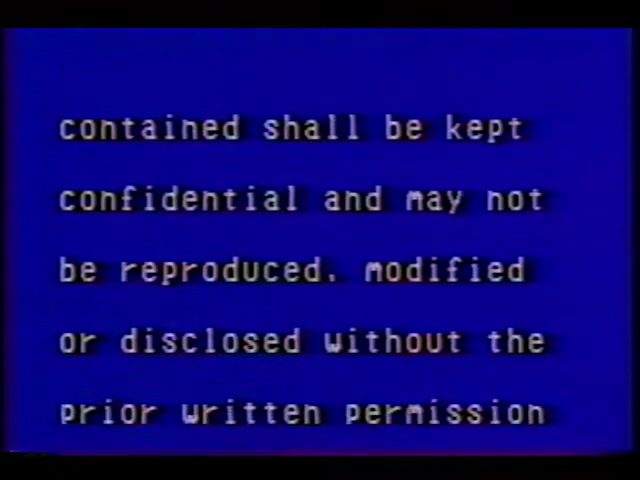 contained shall be kept
confidential and may not
be reproduced, modified
or disclosed without the
prior written permission